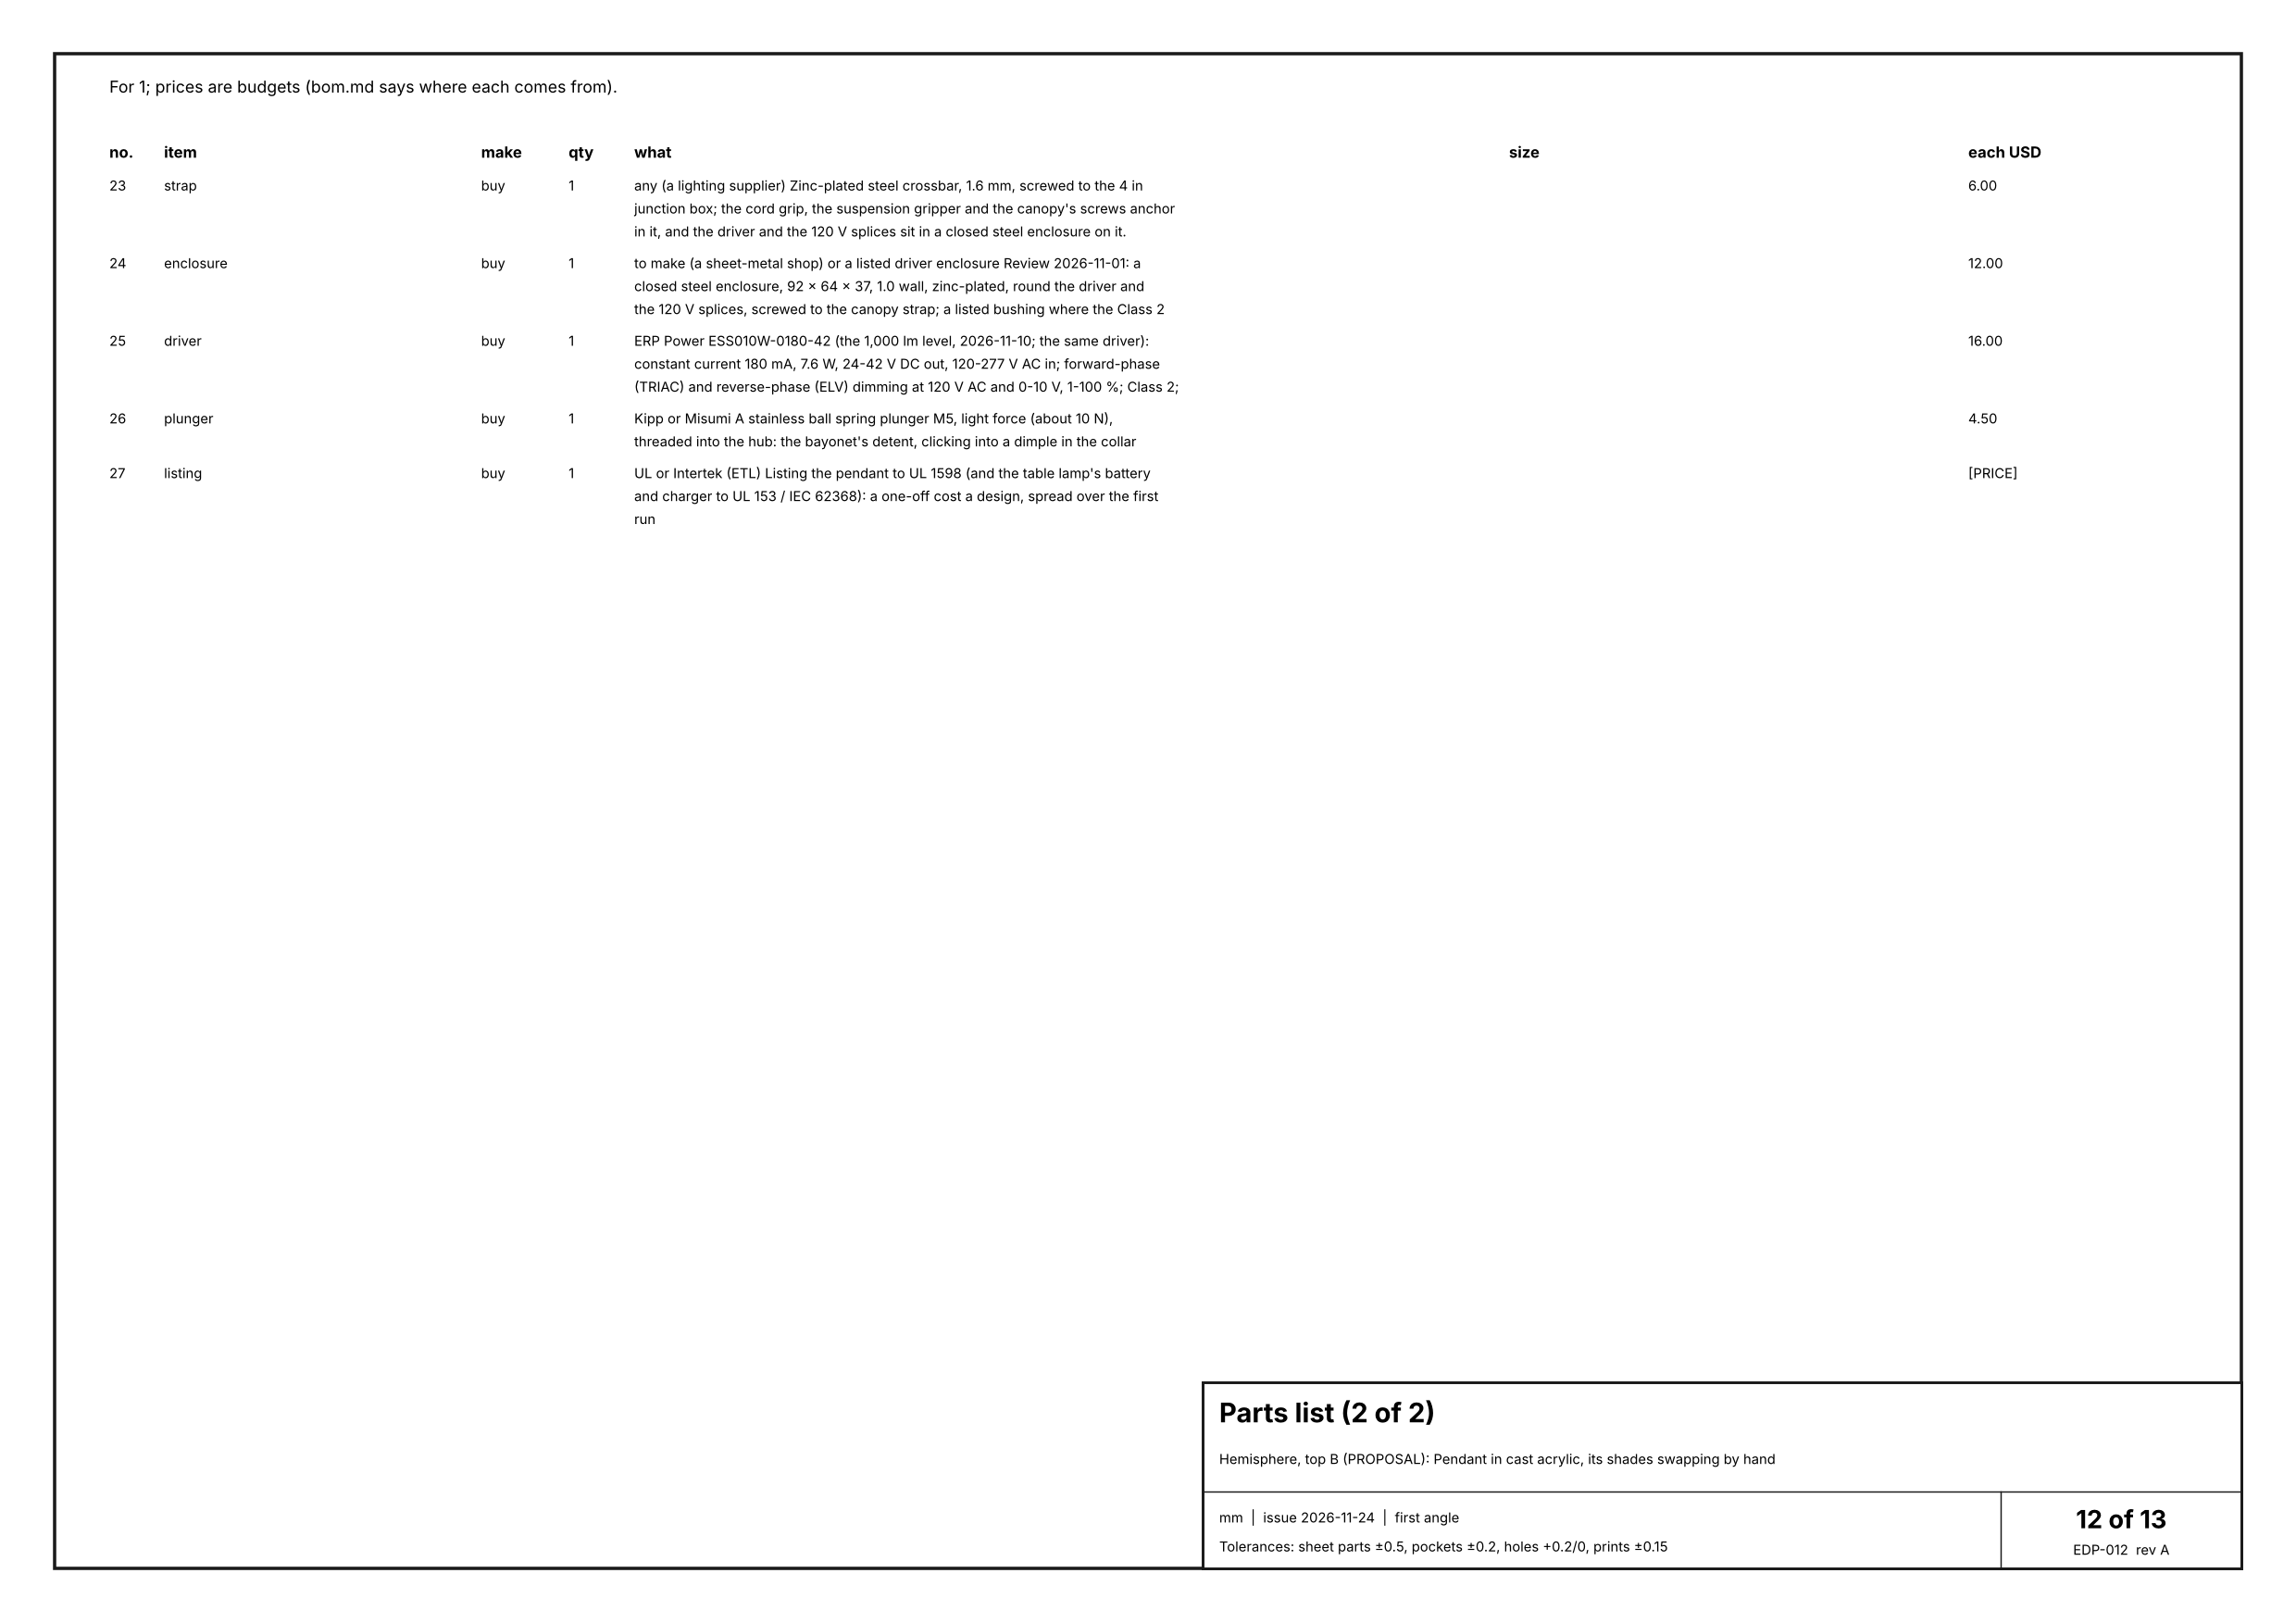 For 1; prices are budgets (bom.md says where each comes from).
no. item make qty what size each USD
23 strap buy 1 any (a lighting supplier) Zinc-plated steel crossbar, 1.6 mm, screwed to the 4 in 6.00
junction box; the cord grip, the suspension gripper and the canopy's screws anchor
in it, and the driver and the 120 V splices sit in a closed steel enclosure on it.
24 enclosure buy 1 to make (a sheet-metal shop) or a listed driver enclosure Review 2026-11-01: a 12.00
closed steel enclosure, 92 × 64 × 37, 1.0 wall, zinc-plated, round the driver and
the 120 V splices, screwed to the canopy strap; a listed bushing where the Class 2
25 driver buy 1 ERP Power ESS010W-0180-42 (the 1,000 lm level, 2026-11-10; the same driver): 16.00
constant current 180 mA, 7.6 W, 24-42 V DC out, 120-277 V AC in; forward-phase
(TRIAC) and reverse-phase (ELV) dimming at 120 V AC and 0-10 V, 1-100 %; Class 2;
26 plunger buy 1 Kipp or Misumi A stainless ball spring plunger M5, light force (about 10 N), 4.50
threaded into the hub: the bayonet's detent, clicking into a dimple in the collar
27 listing buy 1 UL or Intertek (ETL) Listing the pendant to UL 1598 (and the table lamp's battery [PRICE]
and charger to UL 153 / IEC 62368): a one-off cost a design, spread over the first
run
Parts list (2 of 2)
Hemisphere, top B (PROPOSAL): Pendant in cast acrylic, its shades swapping by hand
mm | issue 2026-11-24 | first angle
Tolerances: sheet parts ±0.5, pockets ±0.2, holes +0.2/0, prints ±0.15
12 of 13
EDP-012 rev A